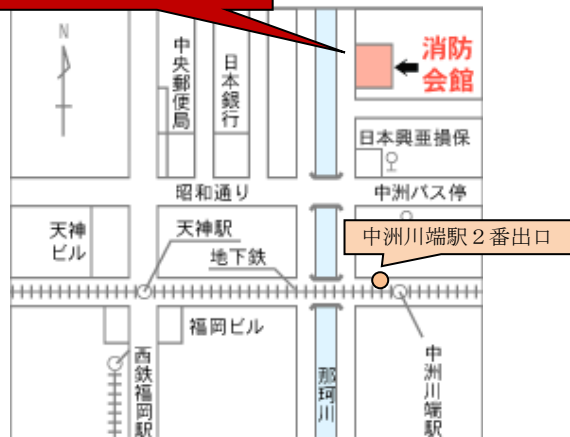 N
中央郵便局
日本銀行
消防
会館
日本興亜損保
昭和通り
中洲バス停
天神
ビル
天神駅
地下鉄
中洲川端駅２番出口
福岡ビル
西鉄福岡駅
那珂川
中洲川端駅